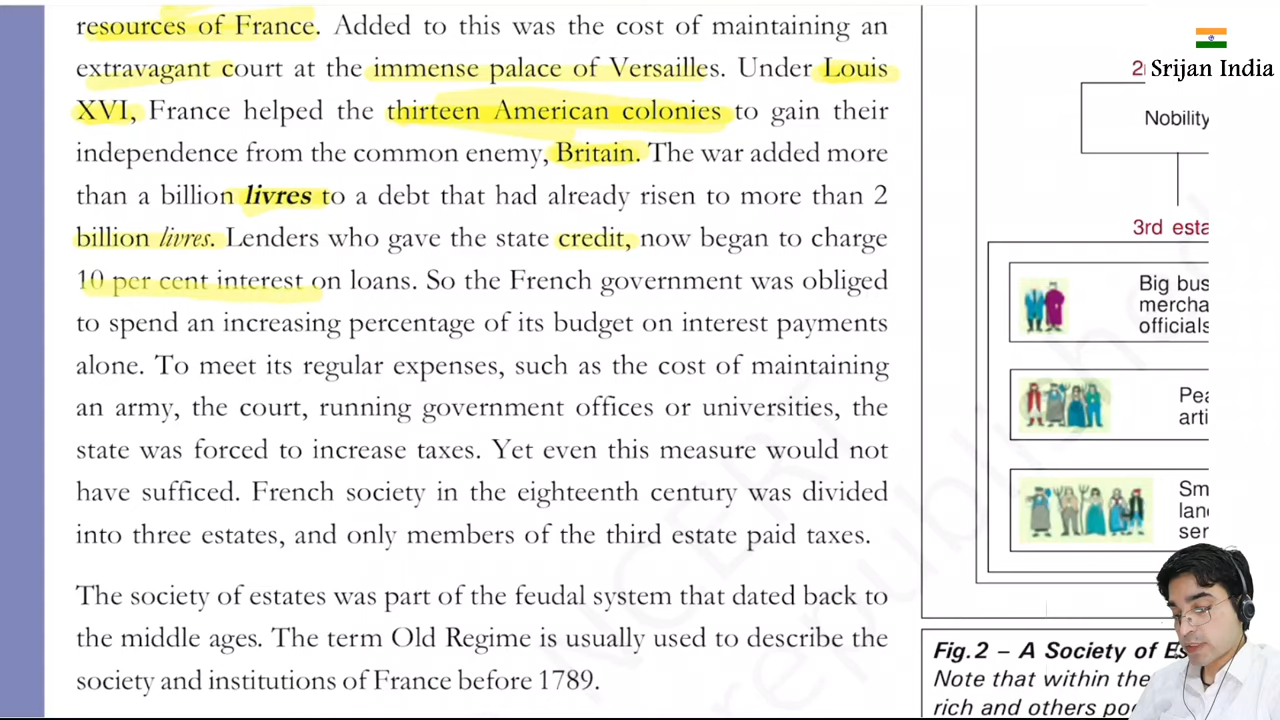 resources of France. Added to this was the cost of maintaining an
extravagant court at the immense palace of Versailles. Under Louis
XVI, France helped the thirteen American colonies to gain their
independence from the common enemy, Britain. The war added more
than a billion livres to a debt that had already risen to more than 2
billion livres. Lenders who gave the state credit, now began to charge
10 per cent interest on loans. So the French government was obliged
to spend an increasing percentage of its budget on interest payments
alone. To meet its regular expenses, such as the cost of maintaining
an army, the court, running government offices or universities, the
state was forced to increase taxes. Yet even this measure would not
have sufficed. French society in the eighteenth century was divided
into three estates, and only members of the third estate paid taxes.
The society of estates was part of the feudal system that dated back to
the middle ages. The term Old Regime is usually used to describe the
society and institutions of France before 1789.
Srijan India
Nobility
3rd esta
Big bus
mercha
officials
Pea
arti
Sm
lan
ser
Fig.2 – A Society of Es
Note that within the
rich and others poo